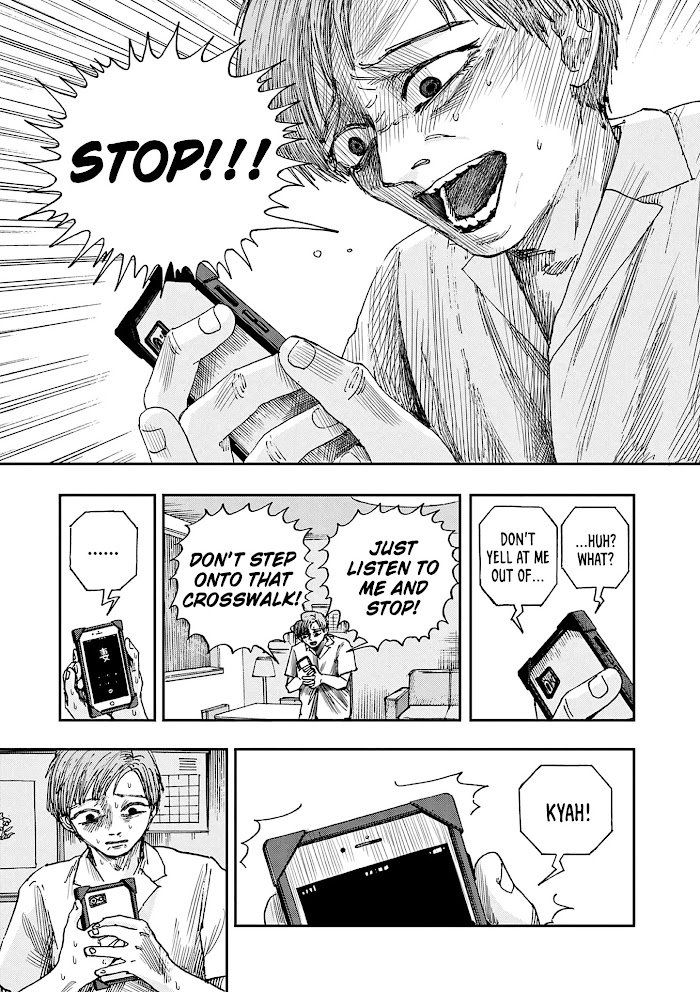 STOP!!!
...HUH?
WHAT?
DON'T
YELL AT ME
OUT OF...
JUST
LISTEN TO
ME AND
STOP!
DON'T STEP
ONTO THAT
CROSSWALK!
......
妻
KYAH!